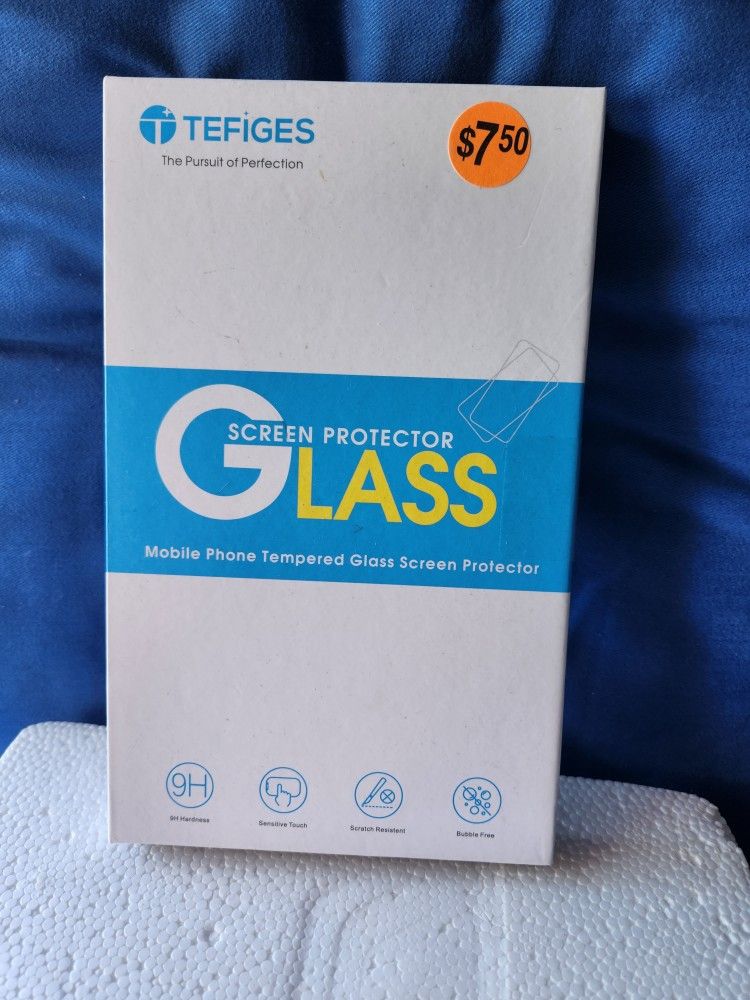 TEFIGES
The Pursuit of Perfection
$7.50
SCREEN PROTECTOR
GLASS
Mobile Phone Tempered Glass Screen Protector
9H
9H Hardness
Sensitive Touch
Scratch Resistent
Bubble Free